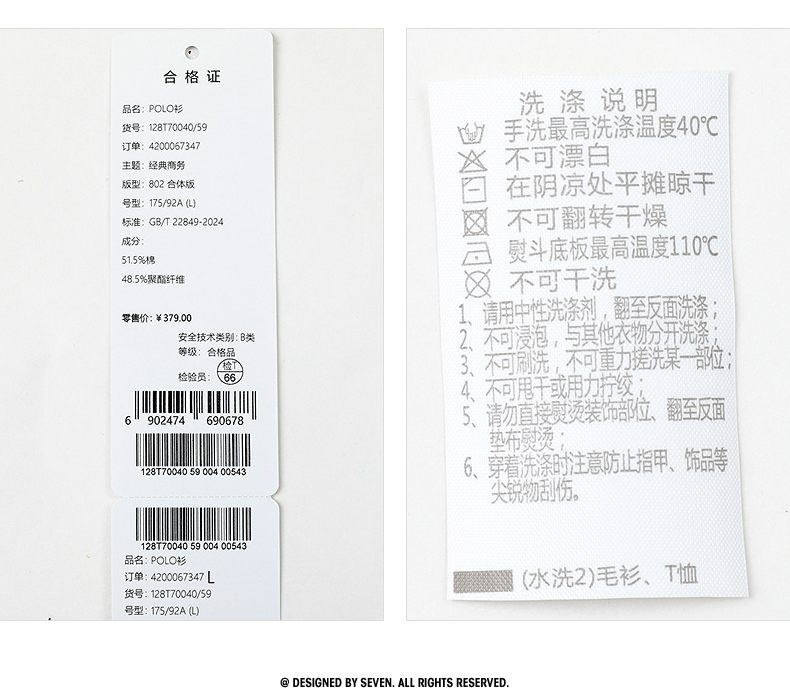 合格证
品名：POLO衫
货号：128T70040/59
订单：4200067347
主题：经典商务
版型：802 合体版
号型：175/92A (L)
标准：GB/T 22849-2024
成分：
51.5%棉
48.5%聚酯纤维
零售价：¥ 379.00
安全技术类别：B类
等级：合格品
检验员：检T 66
6 902474 690678
128T70040 59 004 00543
128T70040 59 004 00543
品名：POLO衫
订单：4200067347 L
货号：128T70040/59
号型：175/92A (L)
洗涤说明
手洗最高洗涤温度40℃
不可漂白
在阴凉处平摊晾干
不可翻转干燥
熨斗底板最高温度110℃
不可干洗
1、请用中性洗涤剂，翻至反面洗涤；
2、不可浸泡，与其他衣物分开洗涤；
3、不可刷洗，不可重力搓洗某一部位；
4、不可甩干或用力拧绞；
5、请勿直接熨烫装饰部位、翻至反面
垫布熨烫；
6、穿着洗涤时注意防止指甲、饰品等
尖锐物刮伤。
(水洗2)毛衫、T恤
@ DESIGNED BY SEVEN. ALL RIGHTS RESERVED.